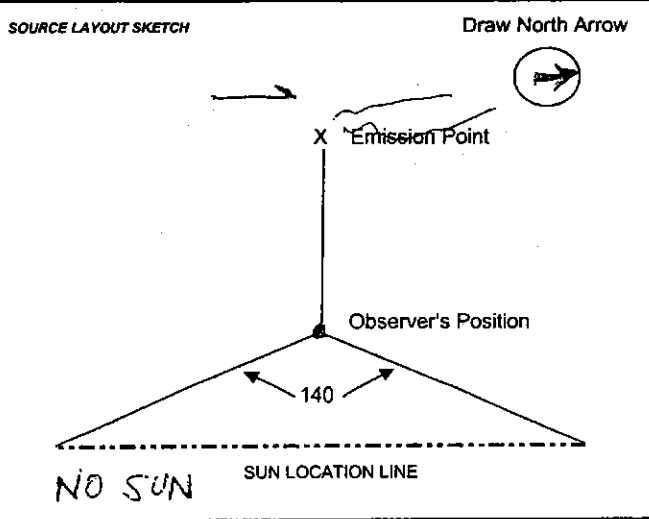 SOURCE LAYOUT SKETCH
Draw North Arrow
X Emission Point
Observer's Position
140
SUN LOCATION LINE
NO SUN